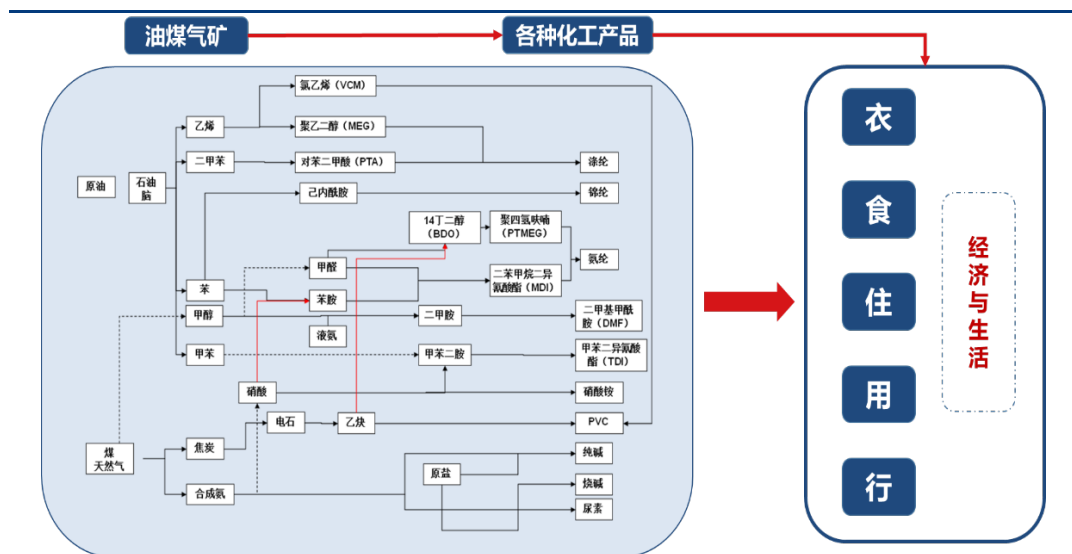 油煤气矿
各种化工产品
氯乙烯（VCM）
乙烯
聚乙二醇（MEG）
二甲苯
对苯二甲酸（PTA）
涤纶
原油
石油
脑
己内酰胺
锦纶
14丁二醇
（BDO）
聚四氢呋喃
（PTMEG）
氨纶
甲醛
二苯甲烷二异
氰酸酯（MDI）
苯
苯胺
甲醇
液氨
二甲胺
二甲基甲酰
胺（DMF）
甲苯
甲苯二胺
甲苯二异氰酸
酯（TDI）
硝酸
硝酸铵
电石
乙炔
PVC
煤
天然气
焦炭
纯碱
原盐
合成氨
烧碱
尿素
衣
食
住
用
行
经济与生活